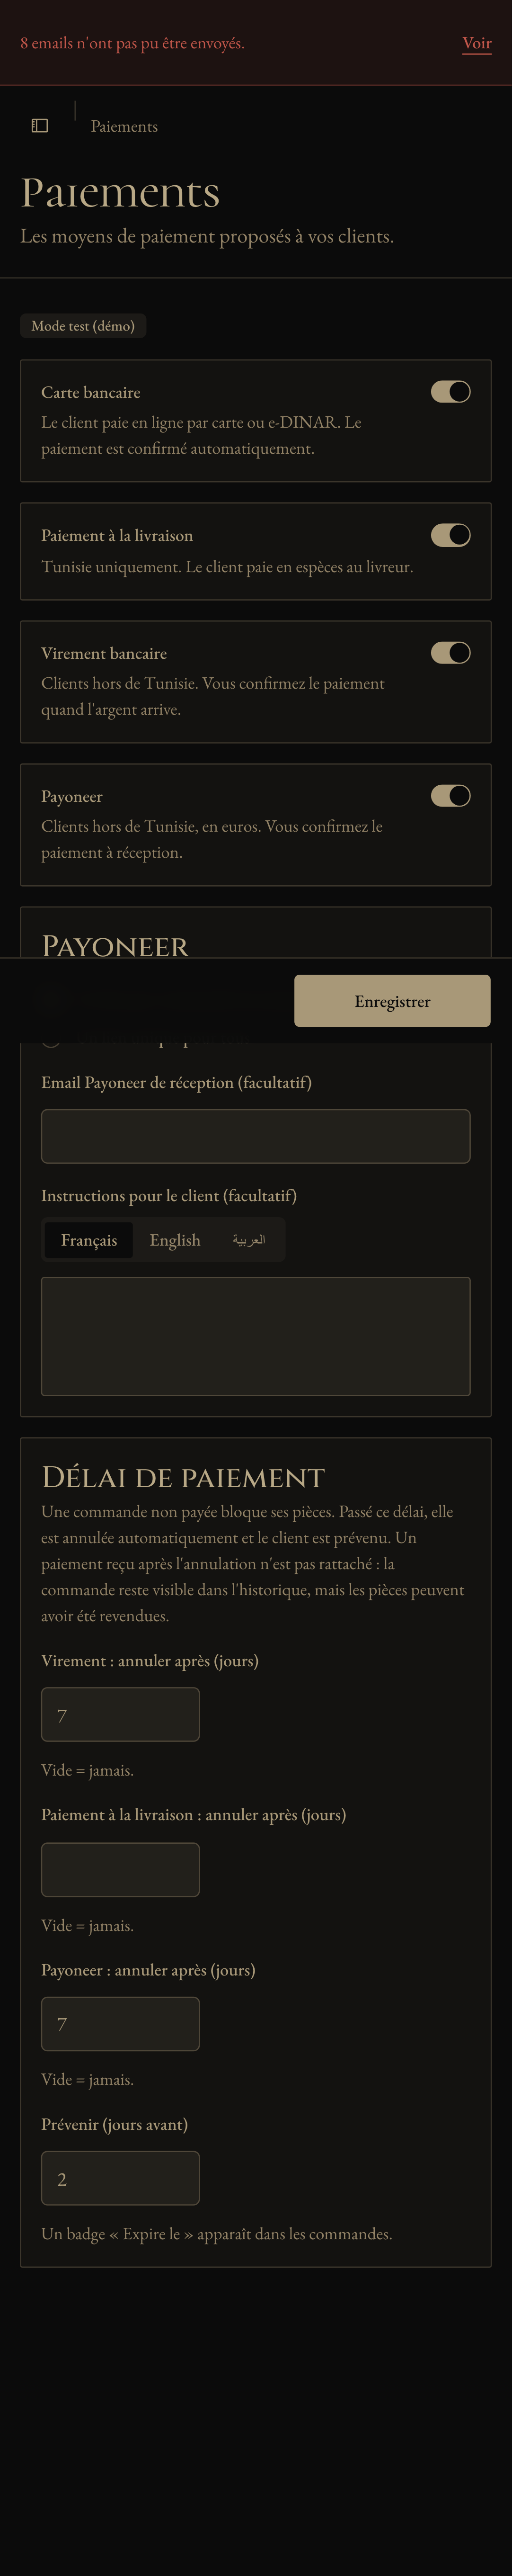 8 emails n'ont pas pu être envoyés.
Voir
Paiements
Paiements
Les moyens de paiement proposés à vos clients.
Mode test (démo)
Carte bancaire
Le client paie en ligne par carte ou e-DINAR. Le
paiement est confirmé automatiquement.
Paiement à la livraison
Tunisie uniquement. Le client paie en espèces au livreur.
Virement bancaire
Clients hors de Tunisie. Vous confirmez le paiement
quand l'argent arrive.
Payoneer
Clients hors de Tunisie, en euros. Vous confirmez le
paiement à réception.
Payoneer
Enregistrer
Email Payoneer de réception (facultatif)
Instructions pour le client (facultatif)
Français
English
العربية
Délai de paiement
Une commande non payée bloque ses pièces. Passé ce délai, elle
est annulée automatiquement et le client est prévenu. Un
paiement reçu après l'annulation n'est pas rattaché : la
commande reste visible dans l'historique, mais les pièces peuvent
avoir été revendues.
Virement : annuler après (jours)
7
Vide = jamais.
Paiement à la livraison : annuler après (jours)
Vide = jamais.
Payoneer : annuler après (jours)
7
Vide = jamais.
Prévenir (jours avant)
2
Un badge « Expire le » apparaît dans les commandes.